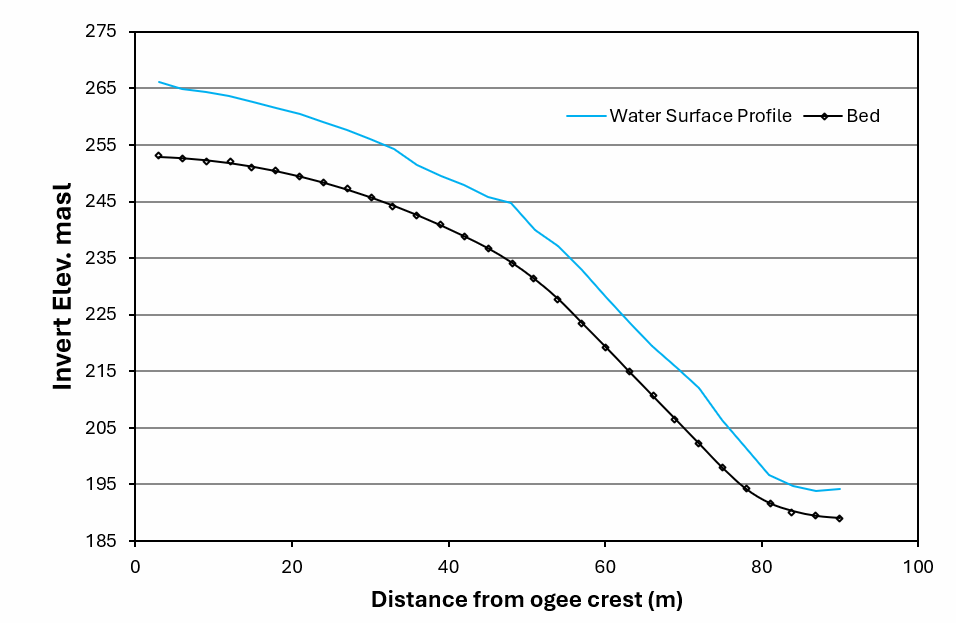 275
265
255
245
235
225
215
205
195
185
Invert Elev. masl
Water Surface Profile
Bed
0 20 40 60 80 100
Distance from ogee crest (m)